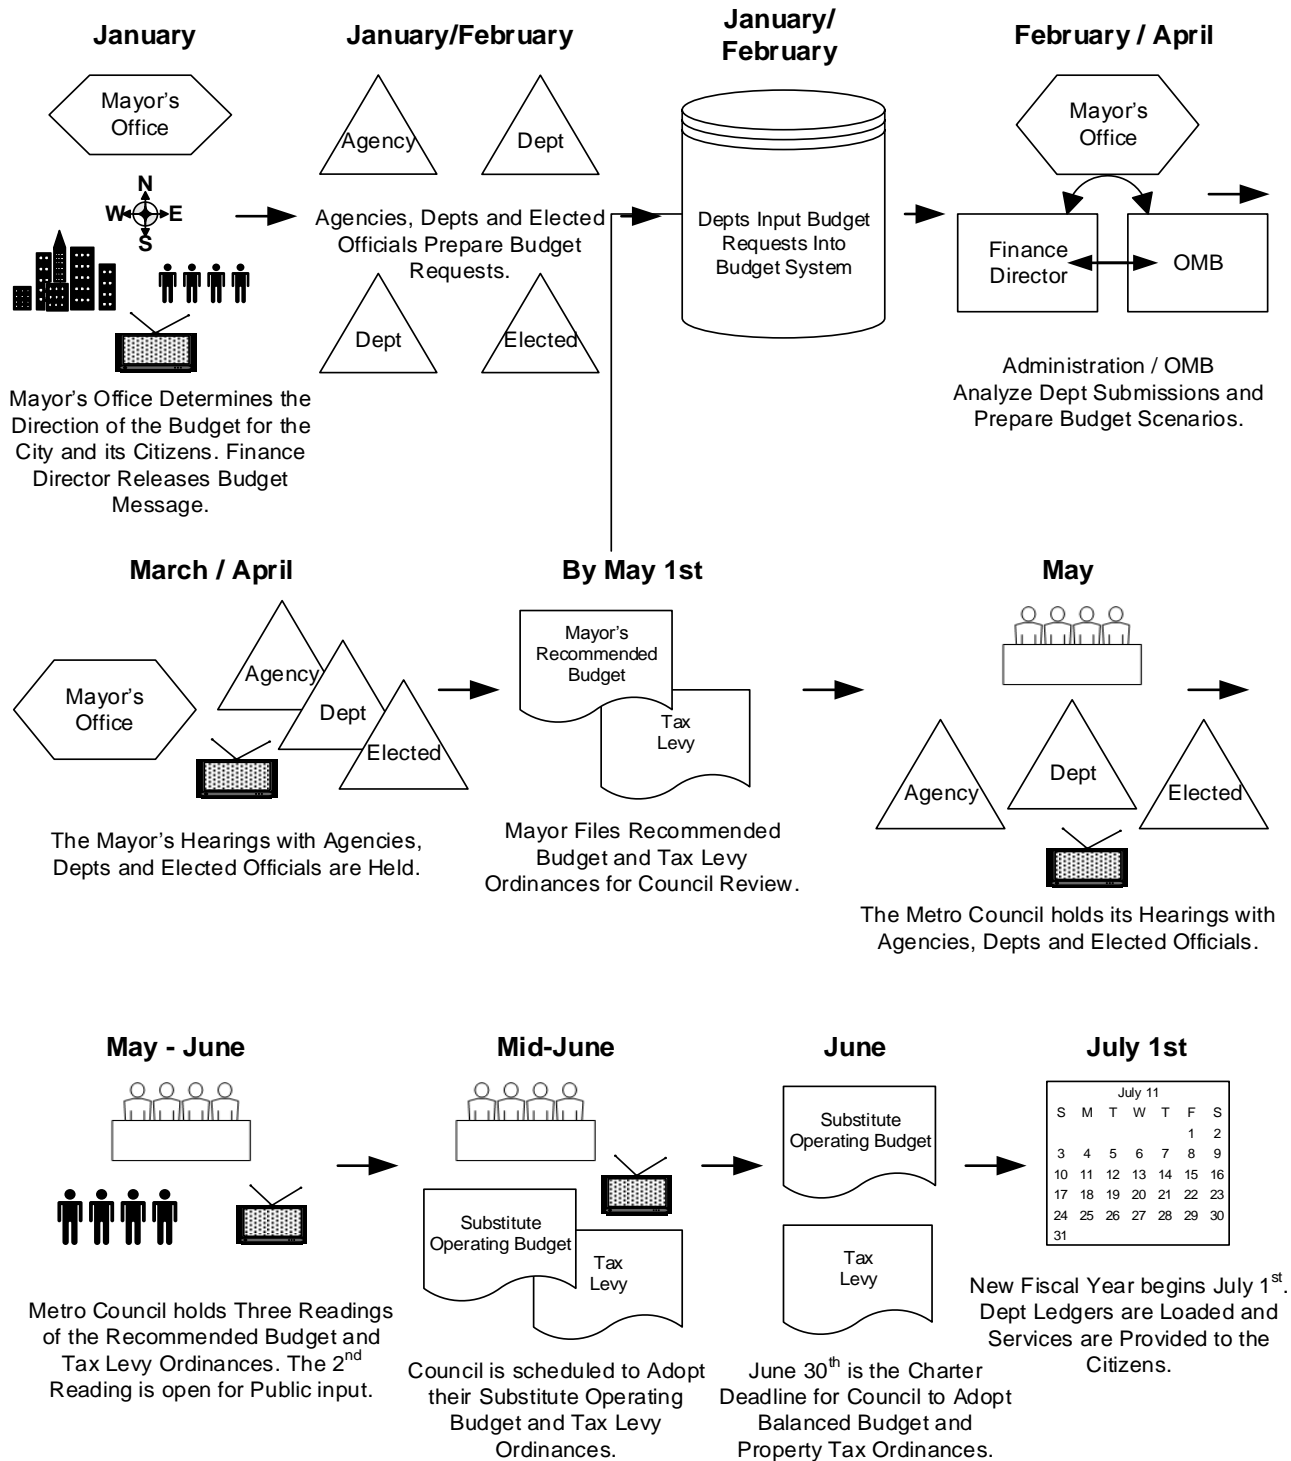 January
Mayor's
Office
N
W E
S
Mayor's Office Determines the
Direction of the Budget for the
City and its Citizens. Finance
Director Releases Budget
Message.
January/February
Agency
Dept
Agencies, Depts and Elected
Officials Prepare Budget
Requests.
Dept
Elected
January/
February
Depts Input Budget
Requests Into
Budget System
February / April
Mayor's
Office
Finance
Director
OMB
Administration / OMB
Analyze Dept Submissions and
Prepare Budget Scenarios.
March / April
Mayor's
Office
Agency
Dept
Elected
The Mayor's Hearings with Agencies,
Depts and Elected Officials are Held.
By May 1st
Mayor's
Recommended
Budget
Tax
Levy
Mayor Files Recommended
Budget and Tax Levy
Ordinances for Council Review.
May
Agency
Dept
Elected
The Metro Council holds its Hearings with
Agencies, Depts and Elected Officials.
May - June
Metro Council holds Three Readings
of the Recommended Budget and
Tax Levy Ordinances. The 2nd
Reading is open for Public input.
Mid-June
Substitute
Operating Budget
Tax
Levy
Council is scheduled to Adopt
their Substitute Operating
Budget and Tax Levy
Ordinances.
June
Substitute
Operating Budget
Tax
Levy
June 30th is the Charter
Deadline for Council to Adopt
Balanced Budget and
Property Tax Ordinances.
July 1st
July 11
S M T W T F S
1 2
3 4 5 6 7 8 9
10 11 12 13 14 15 16
17 18 19 20 21 22 23
24 25 26 27 28 29 30
31
New Fiscal Year begins July 1st.
Dept Ledgers are Loaded and
Services are Provided to the
Citizens.